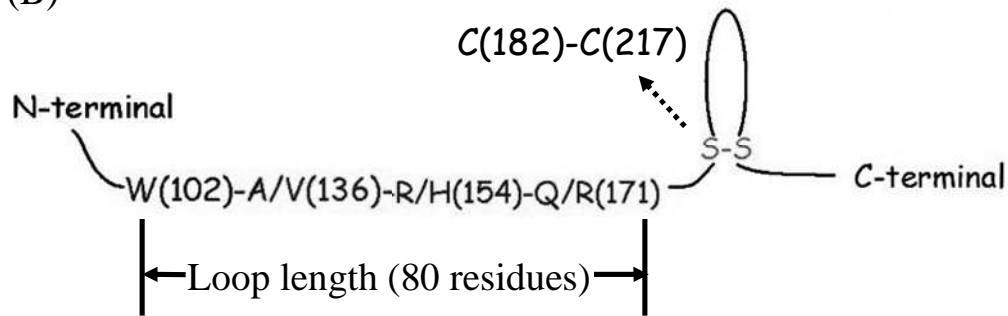 (B)
C(182)-C(217)
N-terminal
S-S
W(102)-A/V(136)-R/H(154)-Q/R(171)
C-terminal
Loop length (80 residues)